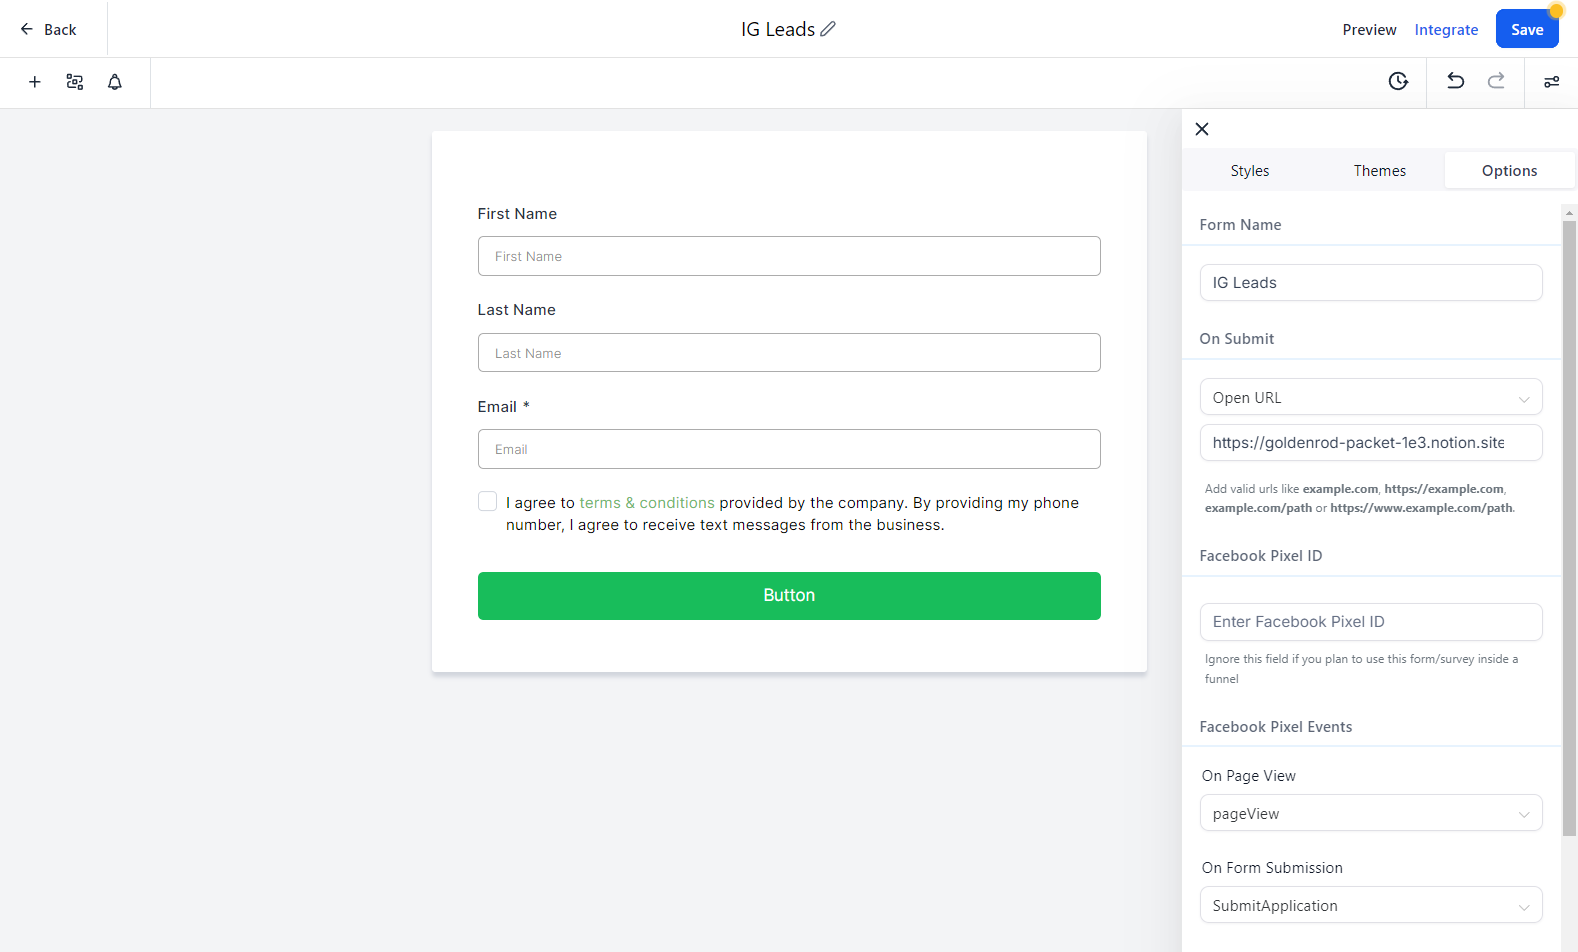 Back
IG Leads
Preview
Integrate
Save
Styles
Themes
Options
First Name
First Name
Last Name
Last Name
Email *
Email
I agree to terms & conditions provided by the company. By providing my phone
number, I agree to receive text messages from the business.
Button
Form Name
IG Leads
On Submit
Open URL
https://goldenrod-packet-1e3.notion.site
Add valid urls like example.com, https://example.com,
example.com/path or https://www.example.com/path.
Facebook Pixel ID
Enter Facebook Pixel ID
Ignore this field if you plan to use this form/survey inside a
funnel
Facebook Pixel Events
On Page View
pageView
On Form Submission
SubmitApplication